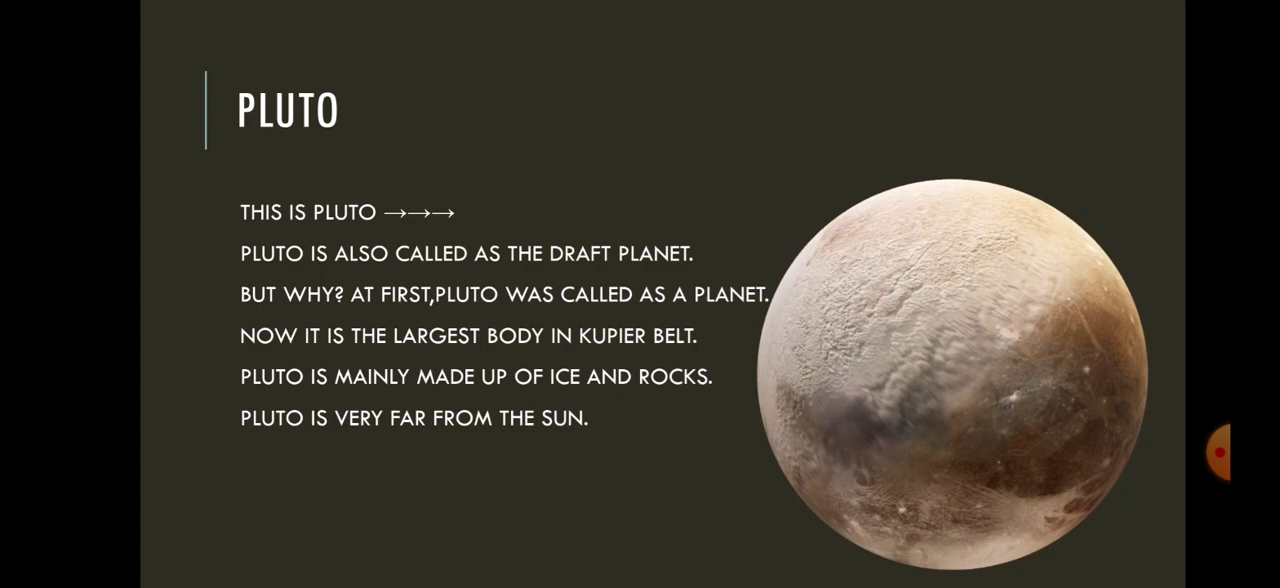 PLUTO
THIS IS PLUTO →→→
PLUTO IS ALSO CALLED AS THE DRAFT PLANET.
BUT WHY? AT FIRST,PLUTO WAS CALLED AS A PLANET.
NOW IT IS THE LARGEST BODY IN KUPIER BELT.
PLUTO IS MAINLY MADE UP OF ICE AND ROCKS.
PLUTO IS VERY FAR FROM THE SUN.